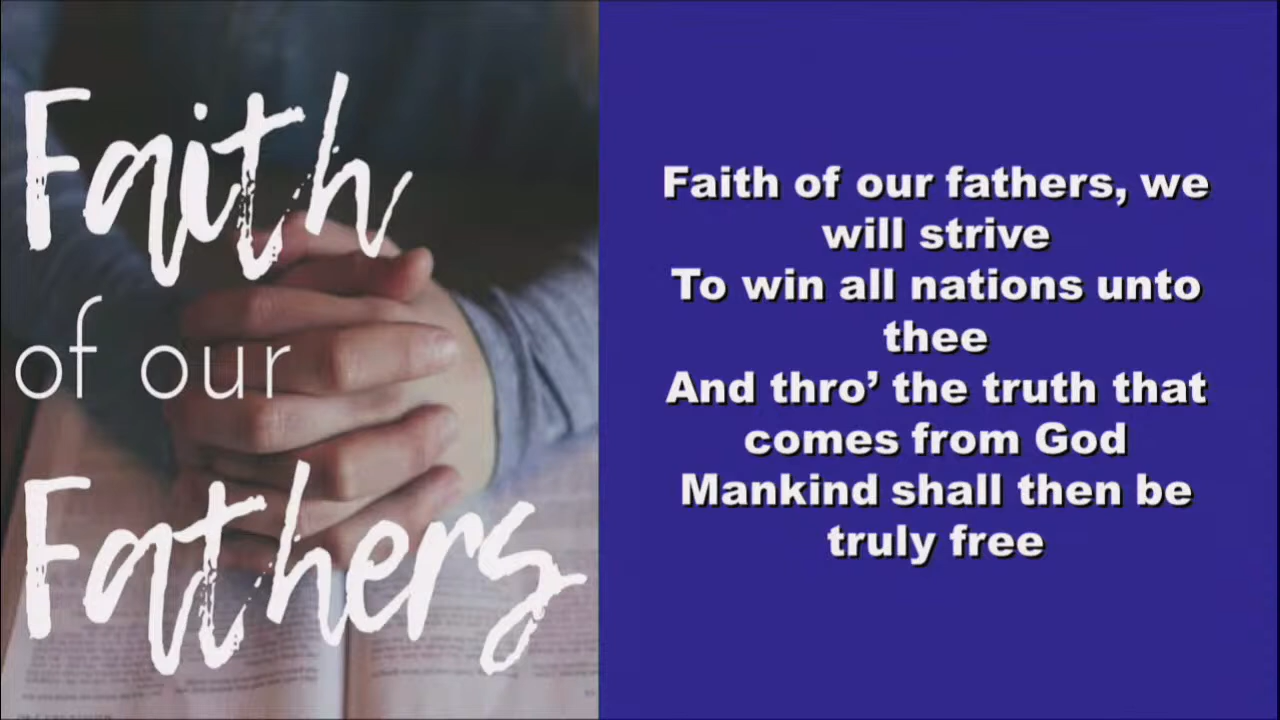 Faith
of our
Fathers
Faith of our fathers, we
will strive
To win all nations unto
thee
And thro’ the truth that
comes from God
Mankind shall then be
truly free